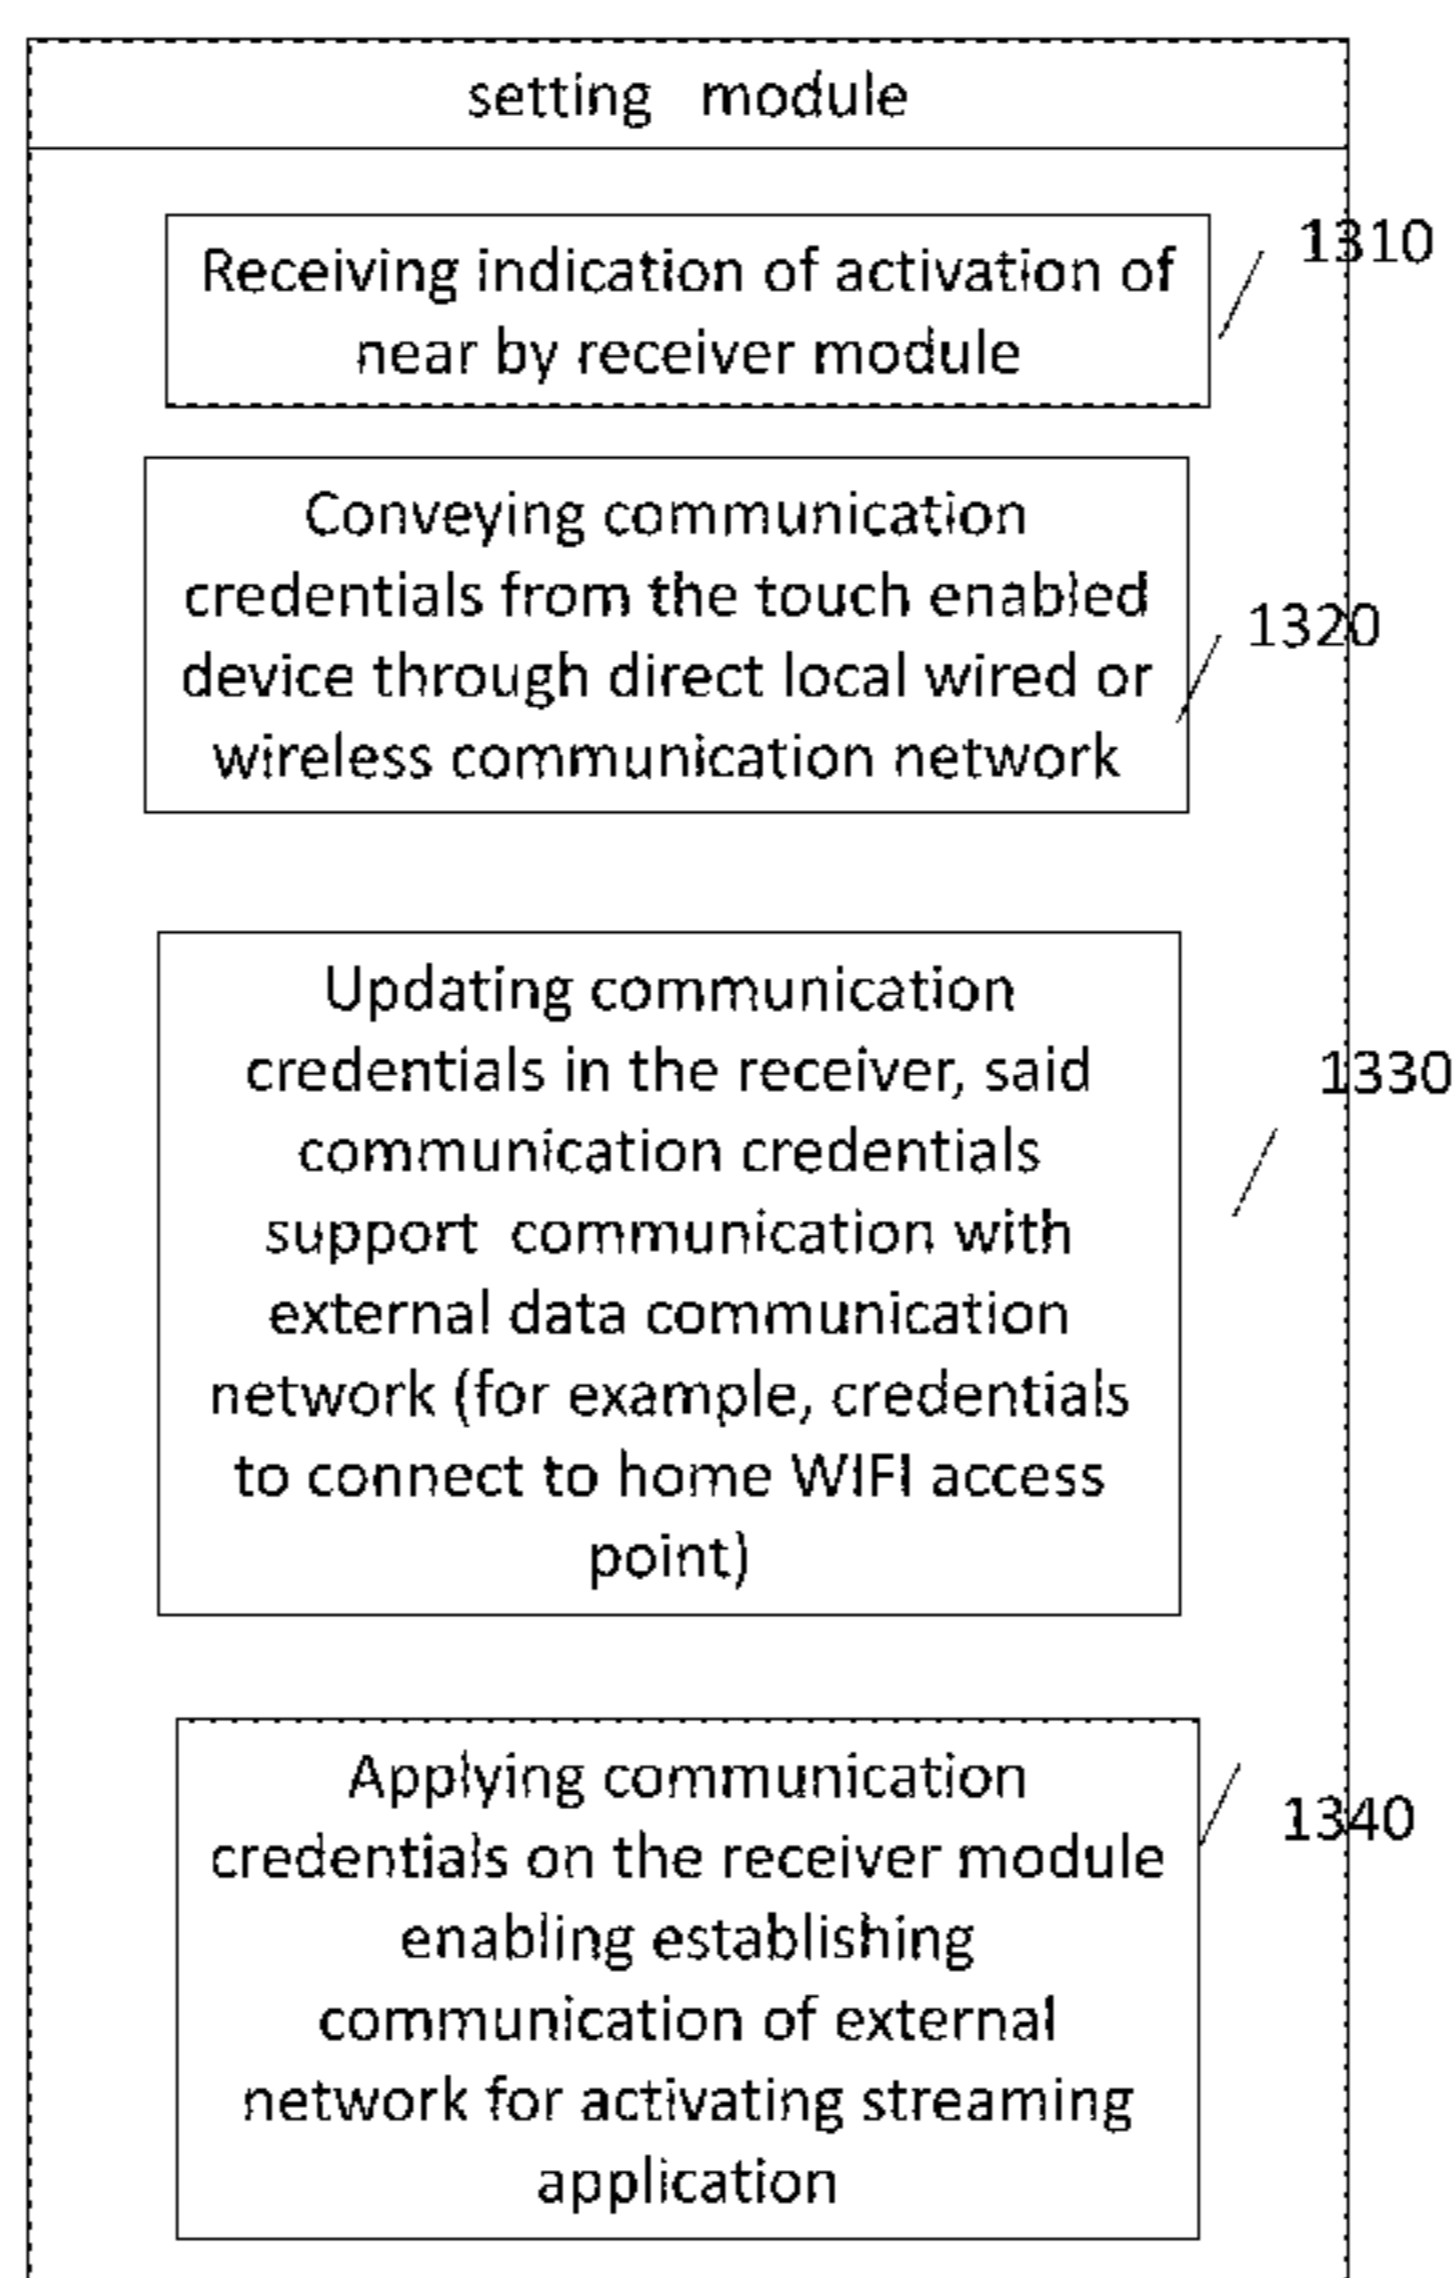 setting module
Receiving indication of activation of
near by receiver module
1310
Conveying communication
credentials from the touch enabled
device through direct local wired or
wireless communication network
1320
Updating communication
credentials in the receiver, said
communication credentials
support communication with
external data communication
network (for example, credentials
to connect to home WIFI access
point)
1330
Applying communication
credentials on the receiver module
enabling establishing
communication of external
network for activating streaming
application
1340